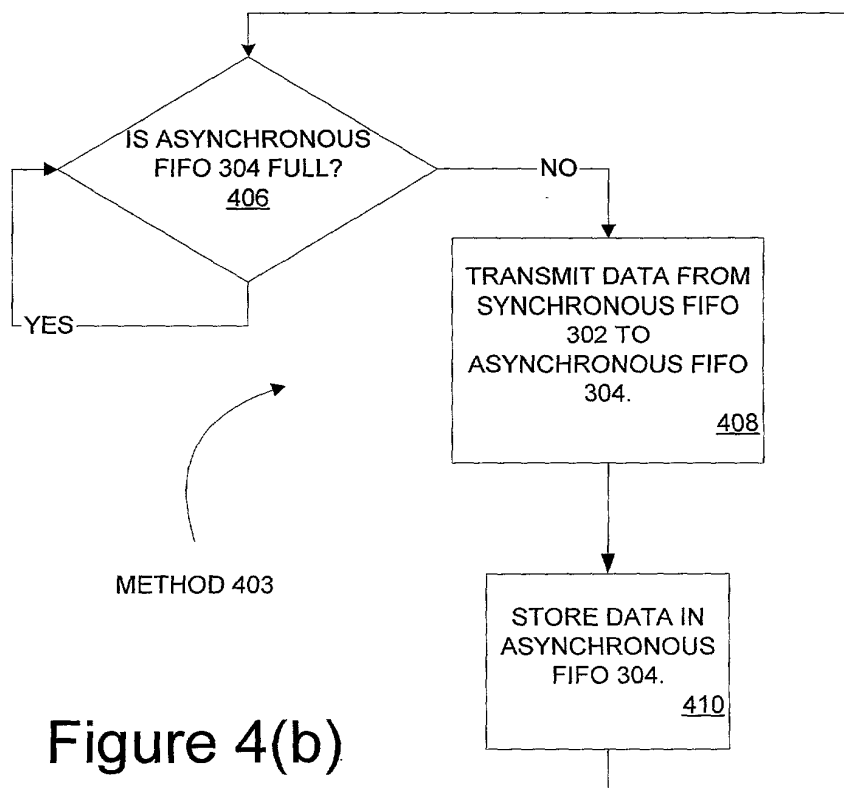 IS ASYNCHRONOUS
FIFO 304 FULL?
406
NO
YES
TRANSMIT DATA FROM
SYNCHRONOUS FIFO
302 TO
ASYNCHRONOUS FIFO
304.
408
METHOD 403
STORE DATA IN
ASYNCHRONOUS
FIFO 304.
410
Figure 4(b)